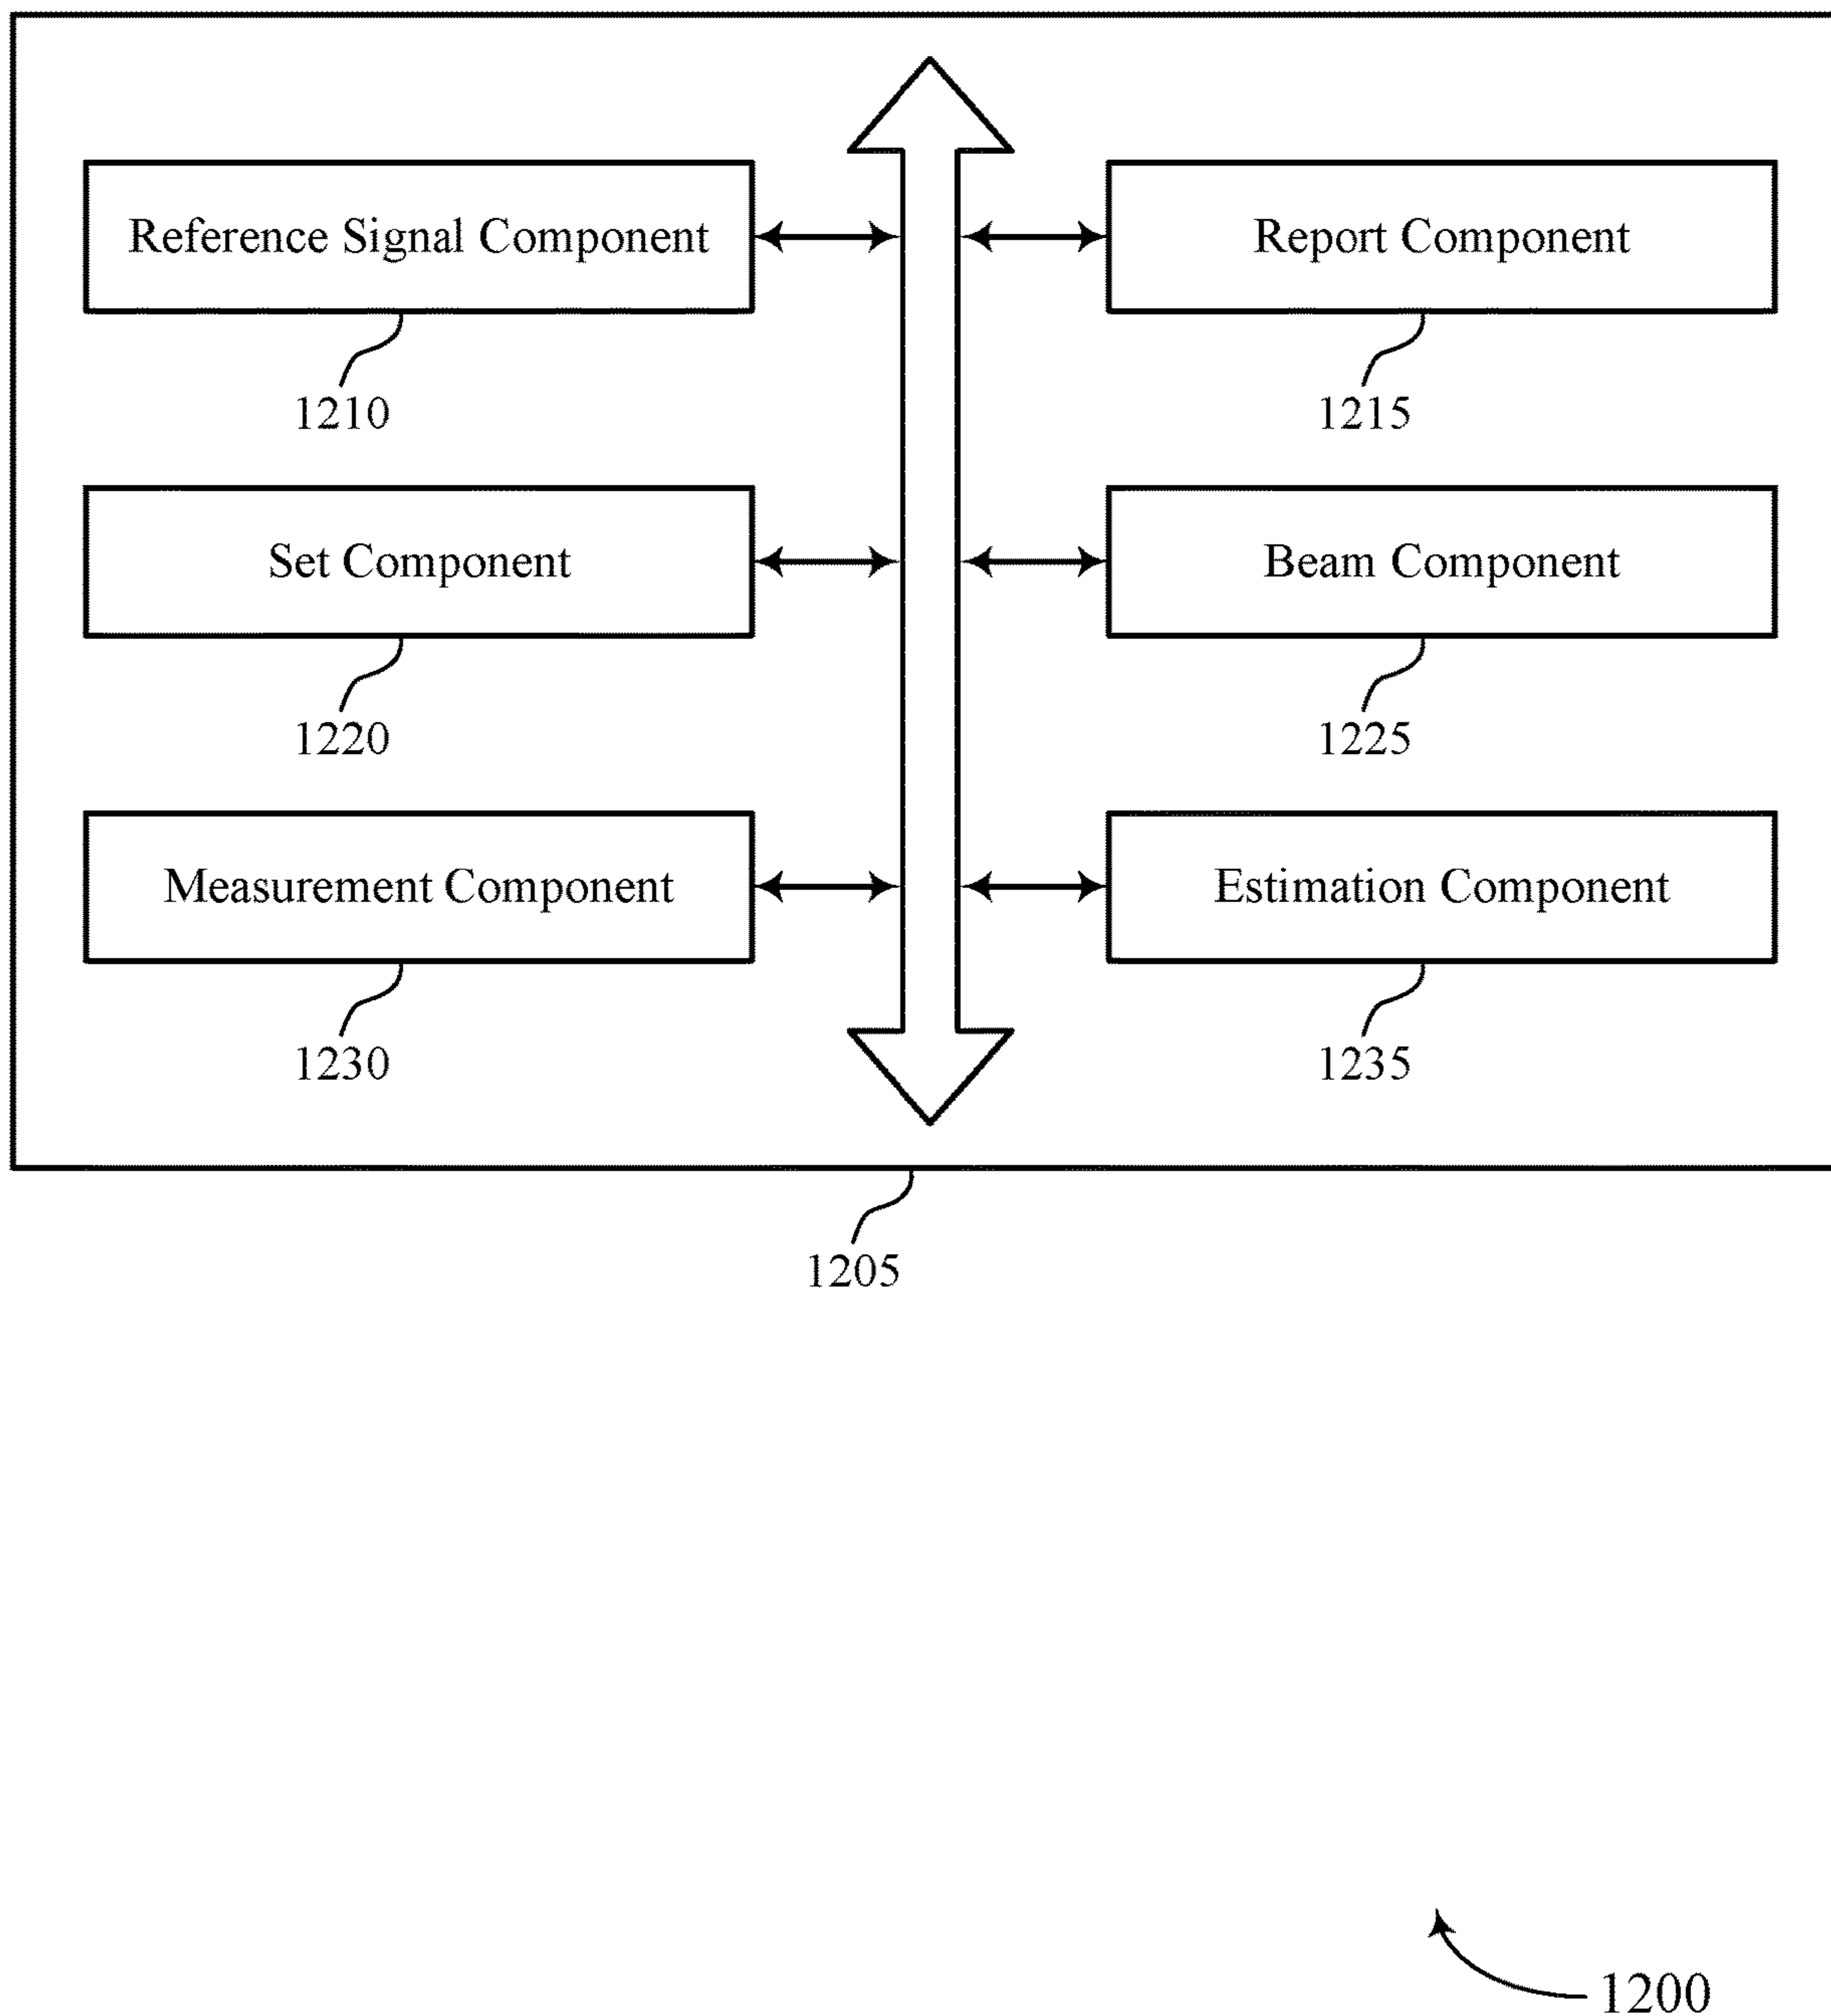 Reference Signal Component
Report Component
1210
1215
Set Component
Beam Component
1220
1225
Measurement Component
Estimation Component
1230
1235
1205
1200